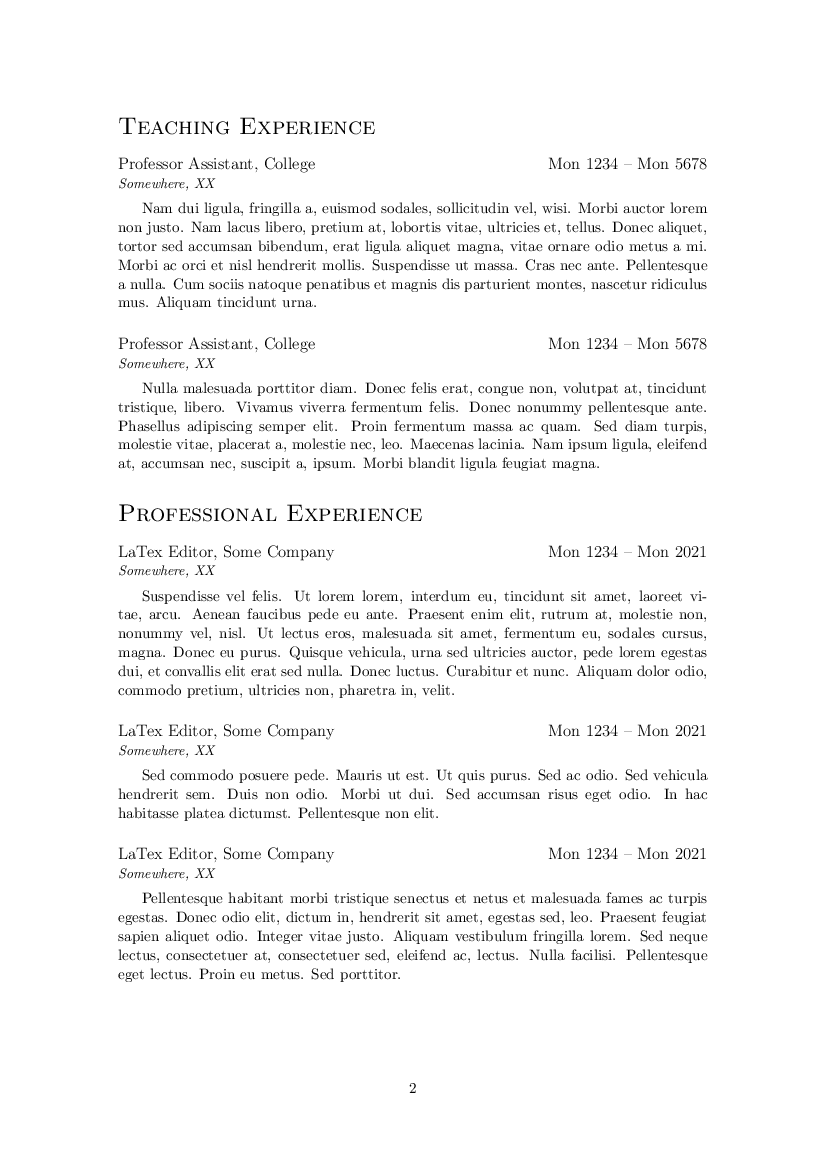 Teaching Experience
Professor Assistant, College Mon 1234 – Mon 5678
Somewhere, XX
Nam dui ligula, fringilla a, euismod sodales, sollicitudin vel, wisi. Morbi auctor lorem
non justo. Nam lacus libero, pretium at, lobortis vitae, ultricies et, tellus. Donec aliquet,
tortor sed accumsan bibendum, erat ligula aliquet magna, vitae ornare odio metus a mi.
Morbi ac orci et nisl hendrerit mollis. Suspendisse ut massa. Cras nec ante. Pellentesque
a nulla. Cum sociis natoque penatibus et magnis dis parturient montes, nascetur ridiculus
mus. Aliquam tincidunt urna.
Professor Assistant, College Mon 1234 – Mon 5678
Somewhere, XX
Nulla malesuada porttitor diam. Donec felis erat, congue non, volutpat at, tincidunt
tristique, libero. Vivamus viverra fermentum felis. Donec nonummy pellentesque ante.
Phasellus adipiscing semper elit. Proin fermentum massa ac quam. Sed diam turpis,
molestie vitae, placerat a, molestie nec, leo. Maecenas lacinia. Nam ipsum ligula, eleifend
at, accumsan nec, suscipit a, ipsum. Morbi blandit ligula feugiat magna.
Professional Experience
LaTex Editor, Some Company Mon 1234 – Mon 2021
Somewhere, XX
Suspendisse vel felis. Ut lorem lorem, interdum eu, tincidunt sit amet, laoreet vi-
tae, arcu. Aenean faucibus pede eu ante. Praesent enim elit, rutrum at, molestie non,
nonummy vel, nisl. Ut lectus eros, malesuada sit amet, fermentum eu, sodales cursus,
magna. Donec eu purus. Quisque vehicula, urna sed ultricies auctor, pede lorem egestas
dui, et convallis elit erat sed nulla. Donec luctus. Curabitur et nunc. Aliquam dolor odio,
commodo pretium, ultricies non, pharetra in, velit.
LaTex Editor, Some Company Mon 1234 – Mon 2021
Somewhere, XX
Sed commodo posuere pede. Mauris ut est. Ut quis purus. Sed ac odio. Sed vehicula
hendrerit sem. Duis non odio. Morbi ut dui. Sed accumsan risus eget odio. In hac
habitasse platea dictumst. Pellentesque non elit.
LaTex Editor, Some Company Mon 1234 – Mon 2021
Somewhere, XX
Pellentesque habitant morbi tristique senectus et netus et malesuada fames ac turpis
egestas. Donec odio elit, dictum in, hendrerit sit amet, egestas sed, leo. Praesent feugiat
sapien aliquet odio. Integer vitae justo. Aliquam vestibulum fringilla lorem. Sed neque
lectus, consectetuer at, consectetuer sed, eleifend ac, lectus. Nulla facilisi. Pellentesque
eget lectus. Proin eu metus. Sed porttitor.
2